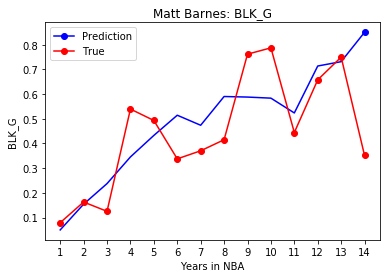 Matt Barnes: BLK_G
Prediction
True
0.8
0.7
0.6
0.5
0.4
0.3
0.2
0.1
BLK_G
1 2 3 4 5 6 7 8 9 10 11 12 13 14
Years in NBA